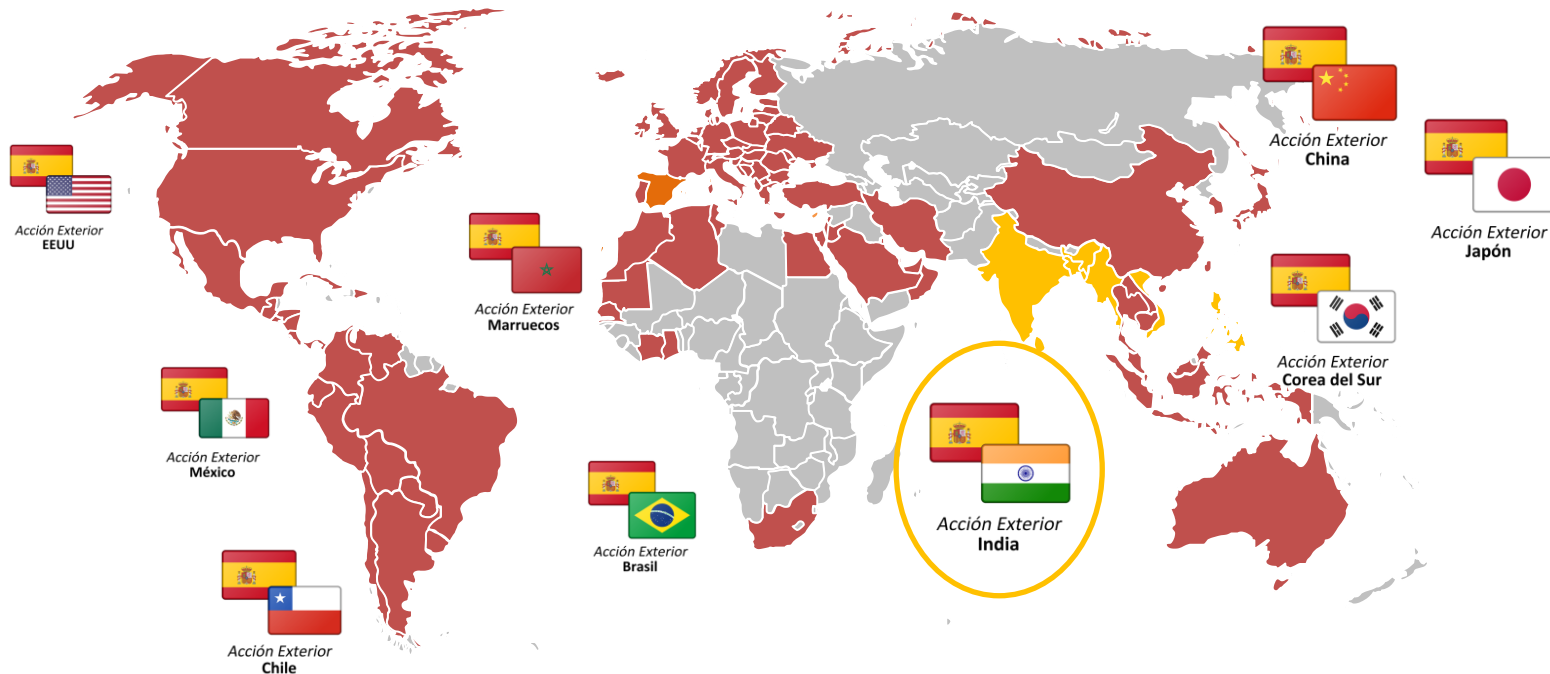 Acción Exterior
China
Acción Exterior
EEUU
Acción Exterior
Japón
Acción Exterior
Marruecos
Acción Exterior
Corea del Sur
Acción Exterior
México
Acción Exterior
Brasil
Acción Exterior
India
Acción Exterior
Chile